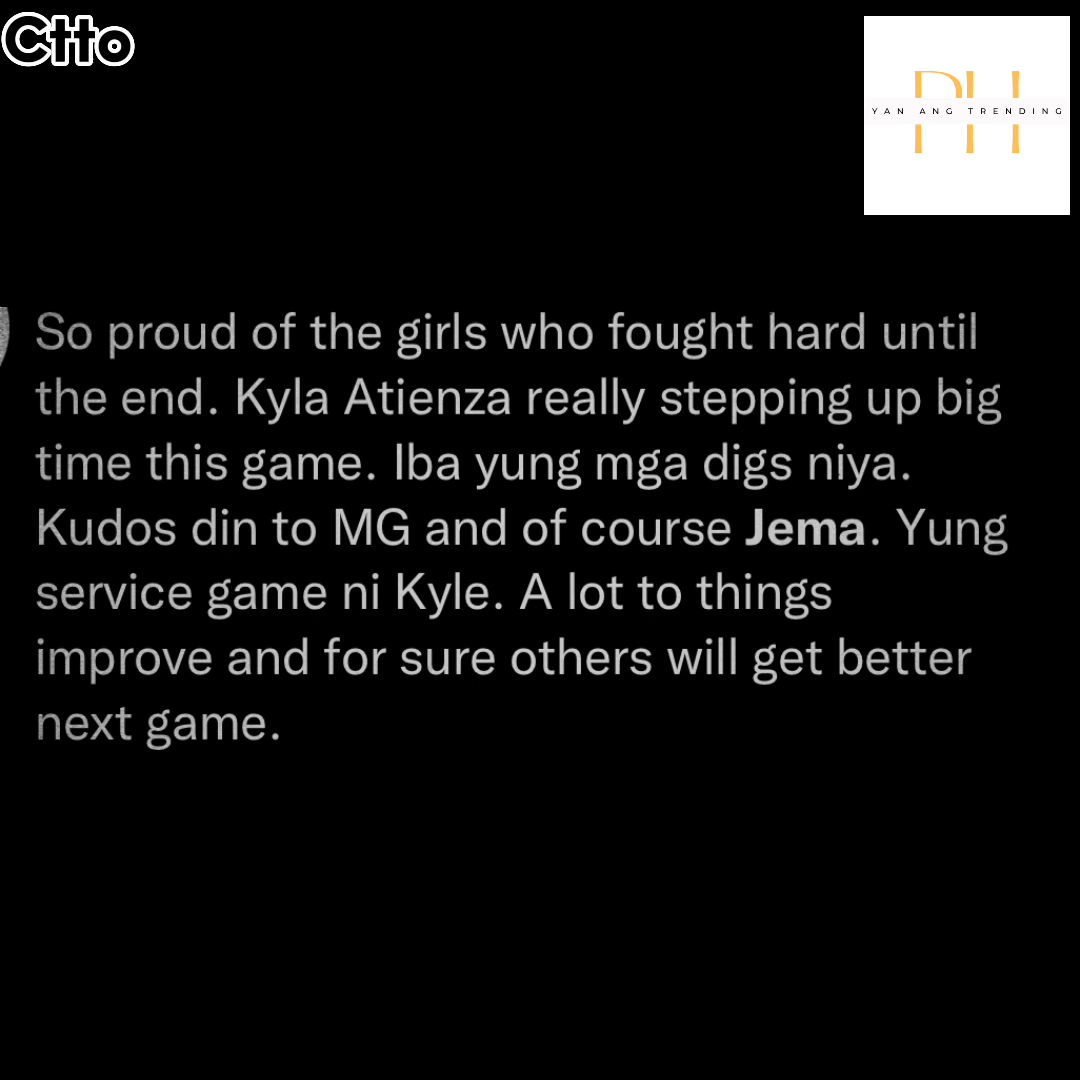 Ctto
PH
YAN ANG TRENDING
So proud of the girls who fought hard until
the end. Kyla Atienza really stepping up big
time this game. Iba yung mga digs niya.
Kudos din to MG and of course Jema. Yung
service game ni Kyle. A lot to things
improve and for sure others will get better
next game.